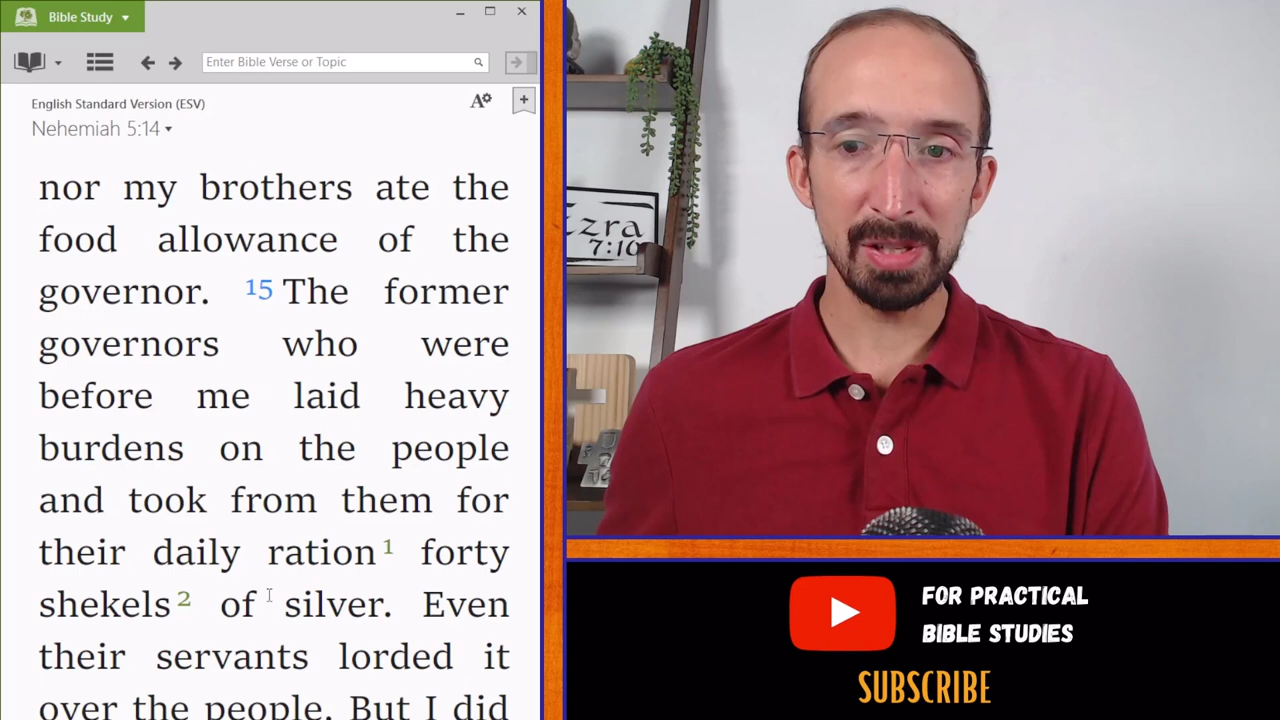 Bible Study
Enter Bible Verse or Topic
English Standard Version (ESV)
Nehemiah 5:14
nor my brothers ate the
food allowance of the
governor. 15 The former
governors who were
before me laid heavy
burdens on the people
and took from them for
their daily ration1 forty
shekels2 of silver. Even
their servants lorded it
over the people. But I did
Ezra
7:10
FOR PRACTICAL
BIBLE STUDIES
SUBSCRIBE